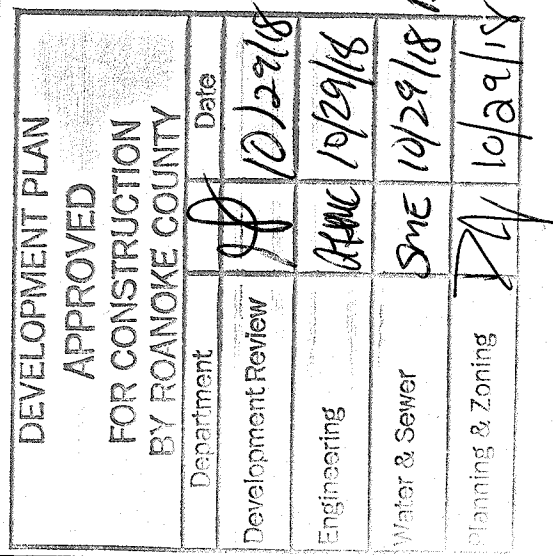 DEVELOPMENT PLAN
APPROVED
FOR CONSTRUCTION
BY ROANOKE COUNTY
Department Date
Development Review 10/29/18
Engineering 10/29/18
Water & Sewer SME 10/29/18
Planning & Zoning 10/29/18